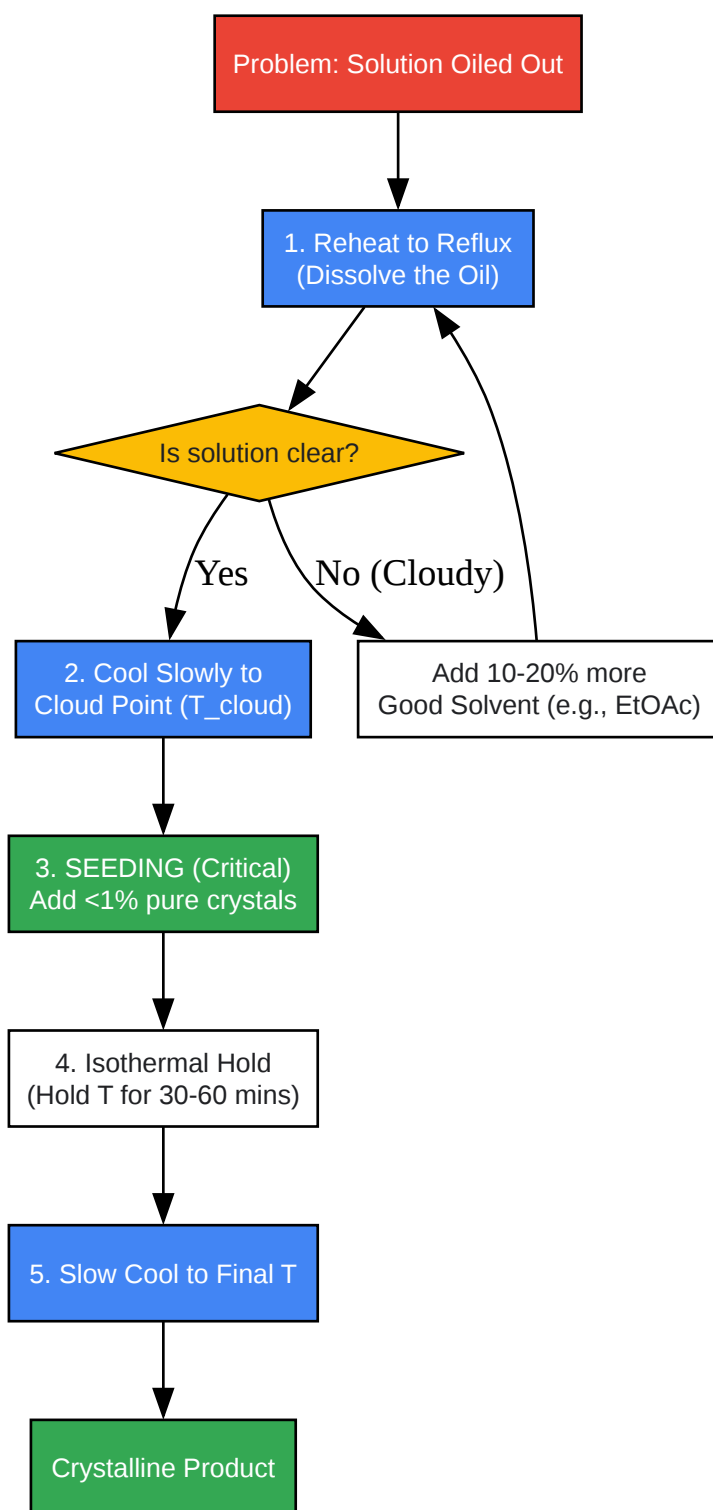 Problem: Solution Oiled Out
1. Reheat to Reflux
(Dissolve the Oil)
Is solution clear?
Yes
No (Cloudy)
2. Cool Slowly to
Cloud Point (T_cloud)
Add 10-20% more
Good Solvent (e.g., EtOAc)
3. SEEDING (Critical)
Add <1% pure crystals
4. Isothermal Hold
(Hold T for 30-60 mins)
5. Slow Cool to Final T
Crystalline Product